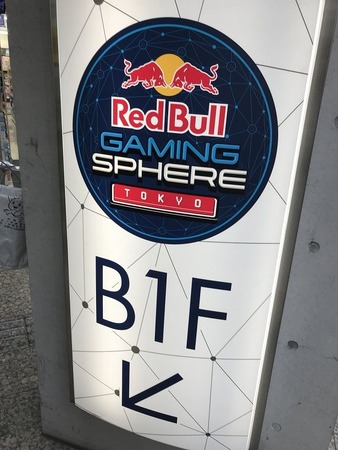 Red Bull
GAMING
SPHERE
TOKYO
B1F